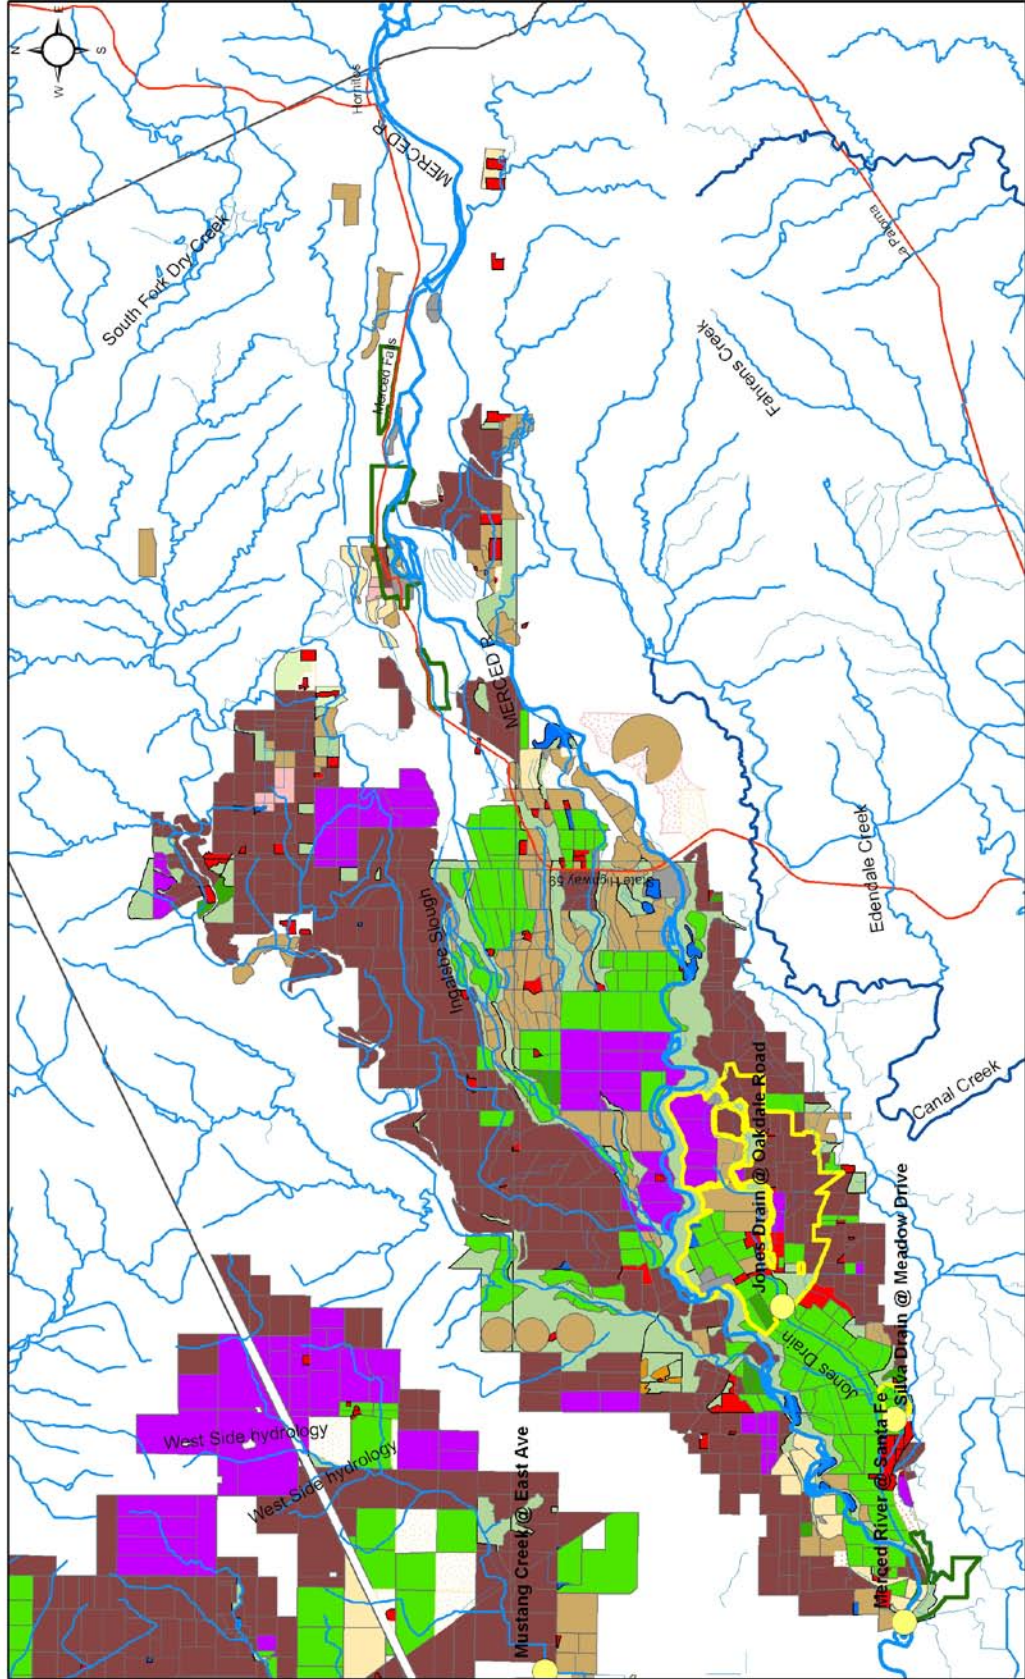 N
E
S
W
Hornitos
MERCED R
South Fork Dry Creek
La Paloma
Merced Falls
Fahrens Creek
MERCED R
State Highway 59
Edendale Creek
Ingalshe Slough
Jones Drain @ Oakdale Road
Canal Creek
Silva Drain @ Meadow Drive
Jones Drain
Merced River @ Santa Fe
West Side hydrology
West Side hydrology
Mustang Creek @ East Ave